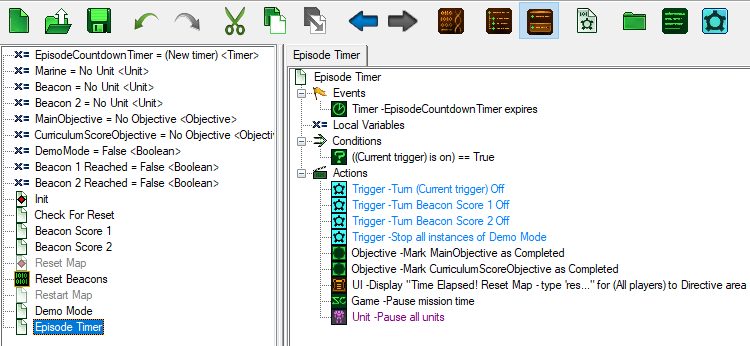 EpisodeCountdownTimer = (New timer) <Timer>
Marine = No Unit <Unit>
Beacon = No Unit <Unit>
Beacon 2 = No Unit <Unit>
MainObjective = No Objective <Objective>
CurriculumScoreObjective = No Objective <Objecti
DemoMode = False <Boolean>
Beacon 1 Reached = False <Boolean>
Beacon 2 Reached = False <Boolean>
Init
Check For Reset
Beacon Score 1
Beacon Score 2
Reset Map
Reset Beacons
Restart Map
Demo Mode
Episode Timer
Episode Timer
Episode Timer
Events
Timer -EpisodeCountdownTimer expires
Local Variables
Conditions
((Current trigger) is on) == True
Actions
Trigger -Turn (Current trigger) Off
Trigger -Turn Beacon Score 1 Off
Trigger -Turn Beacon Score 2 Off
Trigger -Stop all instances of Demo Mode
Objective -Mark MainObjective as Completed
Objective -Mark CurriculumScoreObjective as Completed
UI -Display "Time Elapsed! Reset Map - type 'res..." for (All players) to Directive area
Game -Pause mission time
Unit -Pause all units